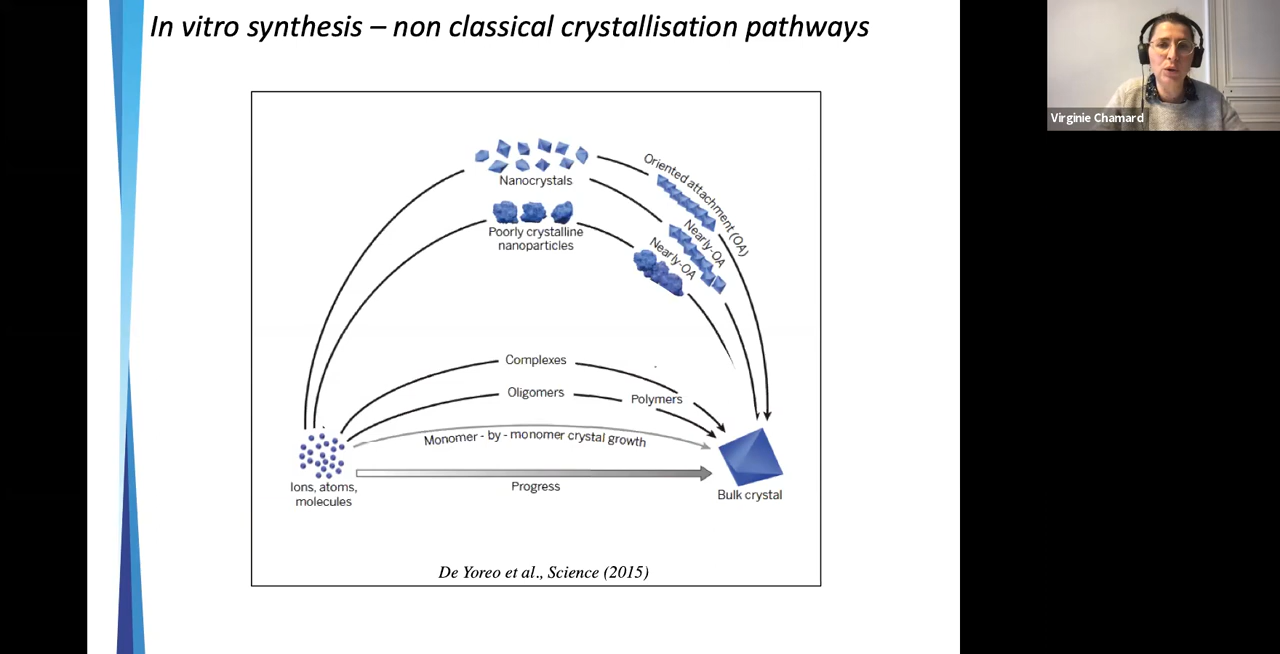 In vitro synthesis – non classical crystallisation pathways
Virginie Chamard
Nanocrystals
Oriented attachment (OA)
Poorly crystalline
nanoparticles
Nearly-OA
Nearly-OA
Complexes
Oligomers
Polymers
Monomer - by - monomer crystal growth
Ions, atoms,
molecules
Progress
Bulk crystal
De Yoreo et al., Science (2015)